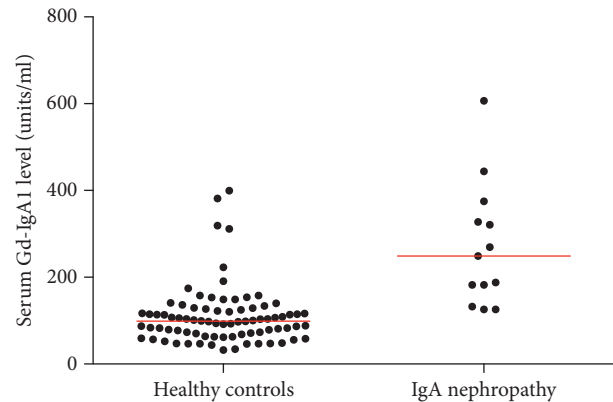 Serum Gd-IgA1 level (units/ml)
800
600
400
200
0
Healthy controls
IgA nephropathy